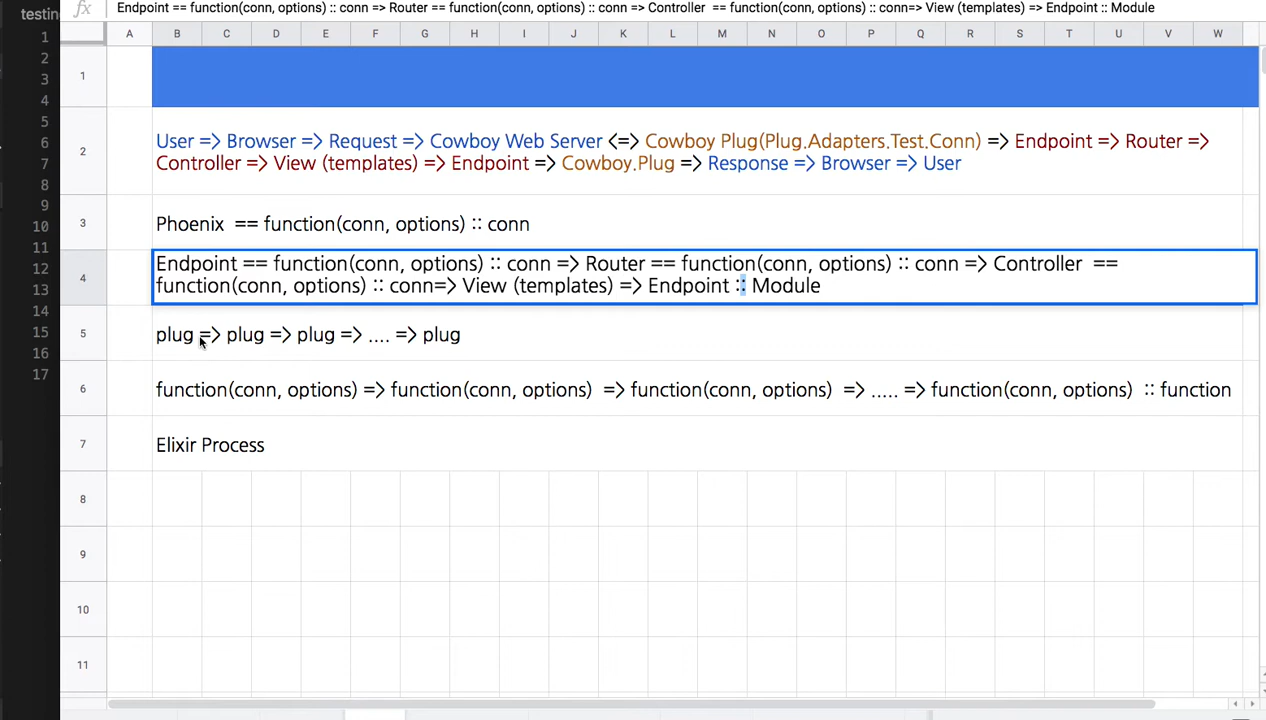 testin
fx Endpoint == function(conn, options) :: conn => Router == function(conn, options) :: conn => Controller == function(conn, options) :: conn=> View (templates) => Endpoint :: Module
A B C D E F G H I J K L M N O P Q R S T U V W
1
2
3
4
5
6
7
8
9
10
11
12
13
14
15
16
17
1
2 User => Browser => Request => Cowboy Web Server <=> Cowboy Plug(Plug.Adapters.Test.Conn) => Endpoint => Router =>
Controller => View (templates) => Endpoint => Cowboy.Plug => Response => Browser => User
3 Phoenix == function(conn, options) :: conn
4 Endpoint == function(conn, options) :: conn => Router == function(conn, options) :: conn => Controller ==
function(conn, options) :: conn=> View (templates) => Endpoint :: Module
5 plug => plug => plug => .... => plug
6 function(conn, options) => function(conn, options) => function(conn, options) => ..... => function(conn, options) :: function
7 Elixir Process
8
9
10
11